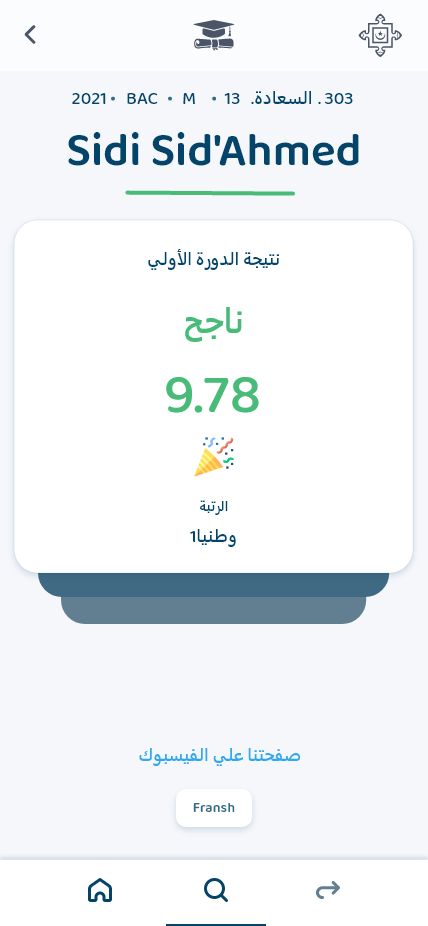 303 . السعادة. 13 • M • BAC • 2021
Sidi Sid'Ahmed
نتيجة الدورة الأولي
ناجح
9.78
الرتبة
وطنيا1
صفحتنا علي الفيسبوك
Fransh